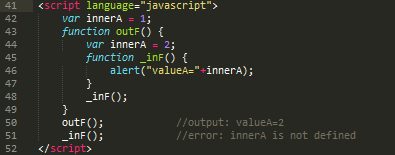 41 <script language="javascript">
42 var innerA = 1;
43 function outF() {
44 var innerA = 2;
45 function _inF() {
46 alert("valueA="+innerA);
47 }
48 _inF();
49 }
50 outF(); //output: valueA=2
51 _inF(); //error: innerA is not defined
52 </script>